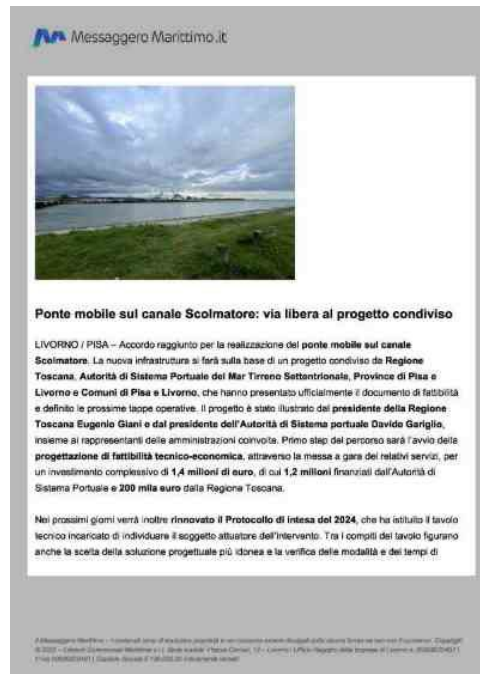 Messaggero Marittimo.it
Ponte mobile sul canale Scolmatore: via libera al progetto condiviso
LIVORNO / PISA – Accordo raggiunto per la realizzazione del ponte mobile sul canale
Scolmatore. La nuova infrastruttura si farà sulla base di un progetto condiviso da Regione
Toscana, Autorità di Sistema Portuale del Mar Tirreno Settentrionale, Province di Pisa e
Livorno e Comuni di Pisa e Livorno, che hanno presentato ufficialmente il documento di fattibilità
e definito le prossime tappe operative. Il progetto è stato illustrato dal presidente della Regione
Toscana Eugenio Giani e dal presidente dell'Autorità di Sistema portuale Davide Gariglio,
insieme ai rappresentanti delle amministrazioni coinvolte. Primo step del percorso sarà l'avvio della
progettazione di fattibilità tecnico-economica, attraverso la messa a gara dei relativi servizi, per
un investimento complessivo di 1,4 milioni di euro, di cui 1,2 milioni finanziati dall'Autorità di
Sistema Portuale e 200 mila euro dalla Regione Toscana.
Nei prossimi giorni verrà inoltre rinnovato il Protocollo di intesa del 2024, che ha istituito il tavolo
tecnico incaricato di individuare il soggetto attuatore dell'intervento. Tra i compiti del tavolo figurano
anche la scelta della soluzione progettuale più idonea e la verifica delle modalità e dei tempi di